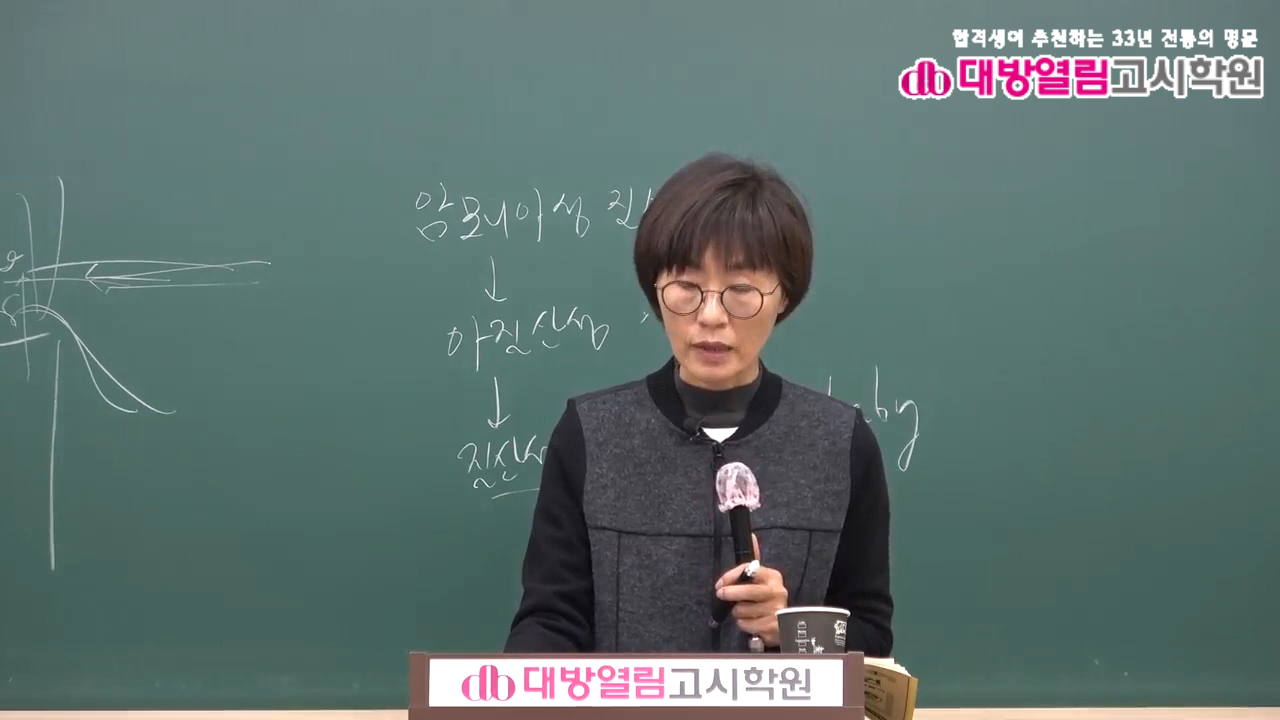 합격생이 추천하는 33년 전통의 명문
대방열림고시학원
암모니아성 질
↓
아질산성
↓
질산성
baby
대방열림고시학원